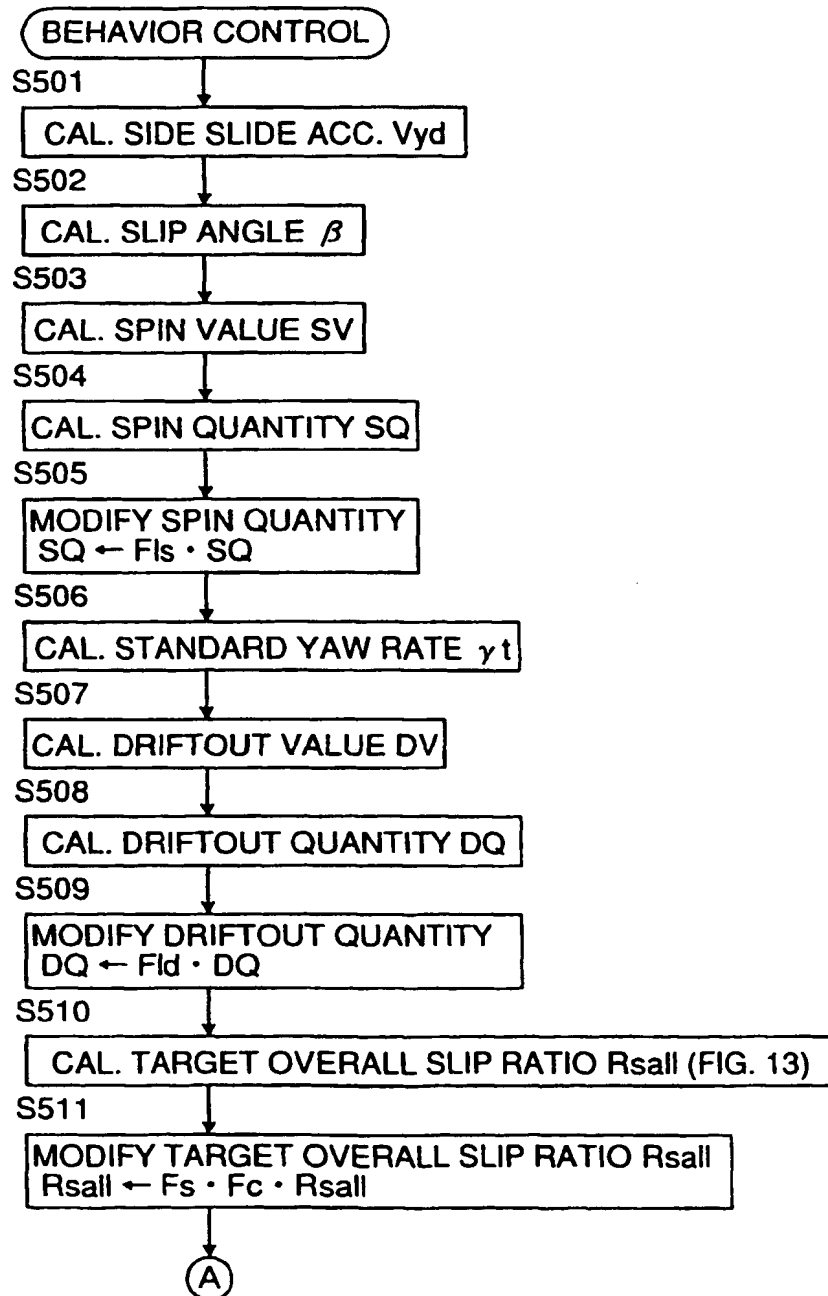 BEHAVIOR CONTROL
S501
CAL. SIDE SLIDE ACC. Vyd
S502
CAL. SLIP ANGLE β
S503
CAL. SPIN VALUE SV
S504
CAL. SPIN QUANTITY SQ
S505
MODIFY SPIN QUANTITY
SQ ← Fls · SQ
S506
CAL. STANDARD YAW RATE γt
S507
CAL. DRIFTOUT VALUE DV
S508
CAL. DRIFTOUT QUANTITY DQ
S509
MODIFY DRIFTOUT QUANTITY
DQ ← Fld · DQ
S510
CAL. TARGET OVERALL SLIP RATIO Rsall (FIG. 13)
S511
MODIFY TARGET OVERALL SLIP RATIO Rsall
Rsall ← Fs · Fc · Rsall
A